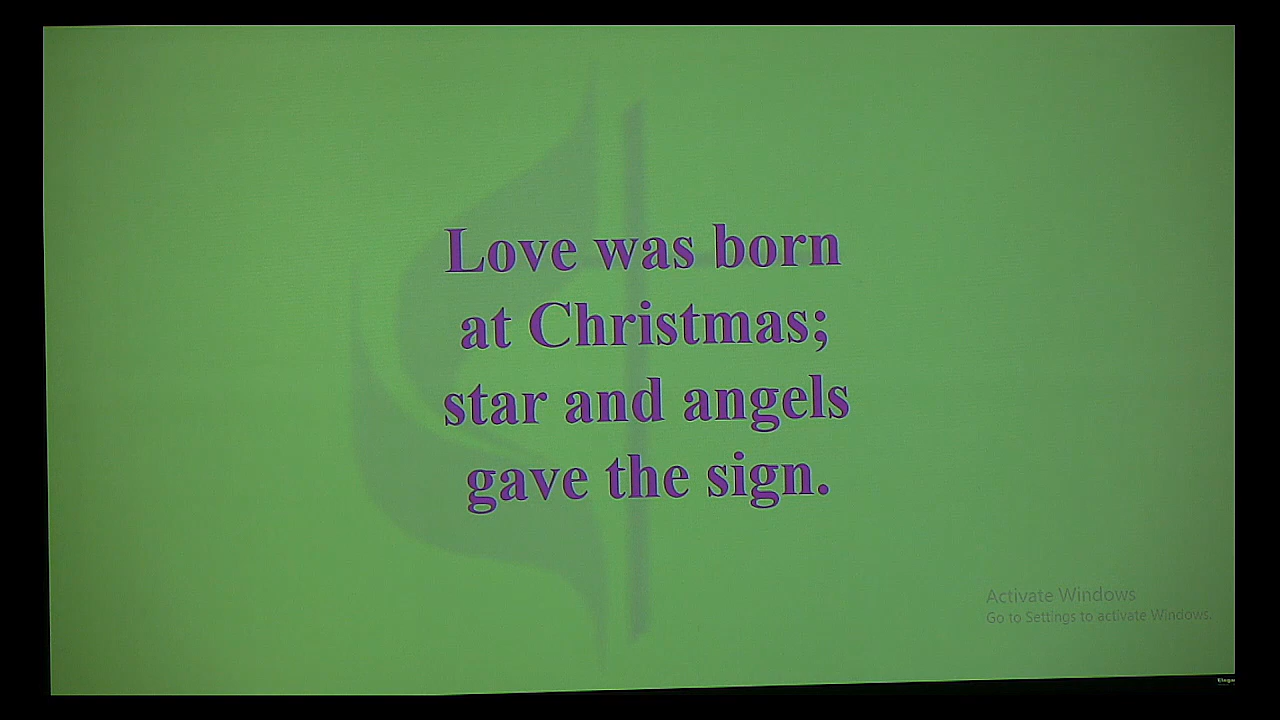 Love was born
at Christmas;
star and angels
gave the sign.
Activate Windows
Go to Settings to activate Windows.